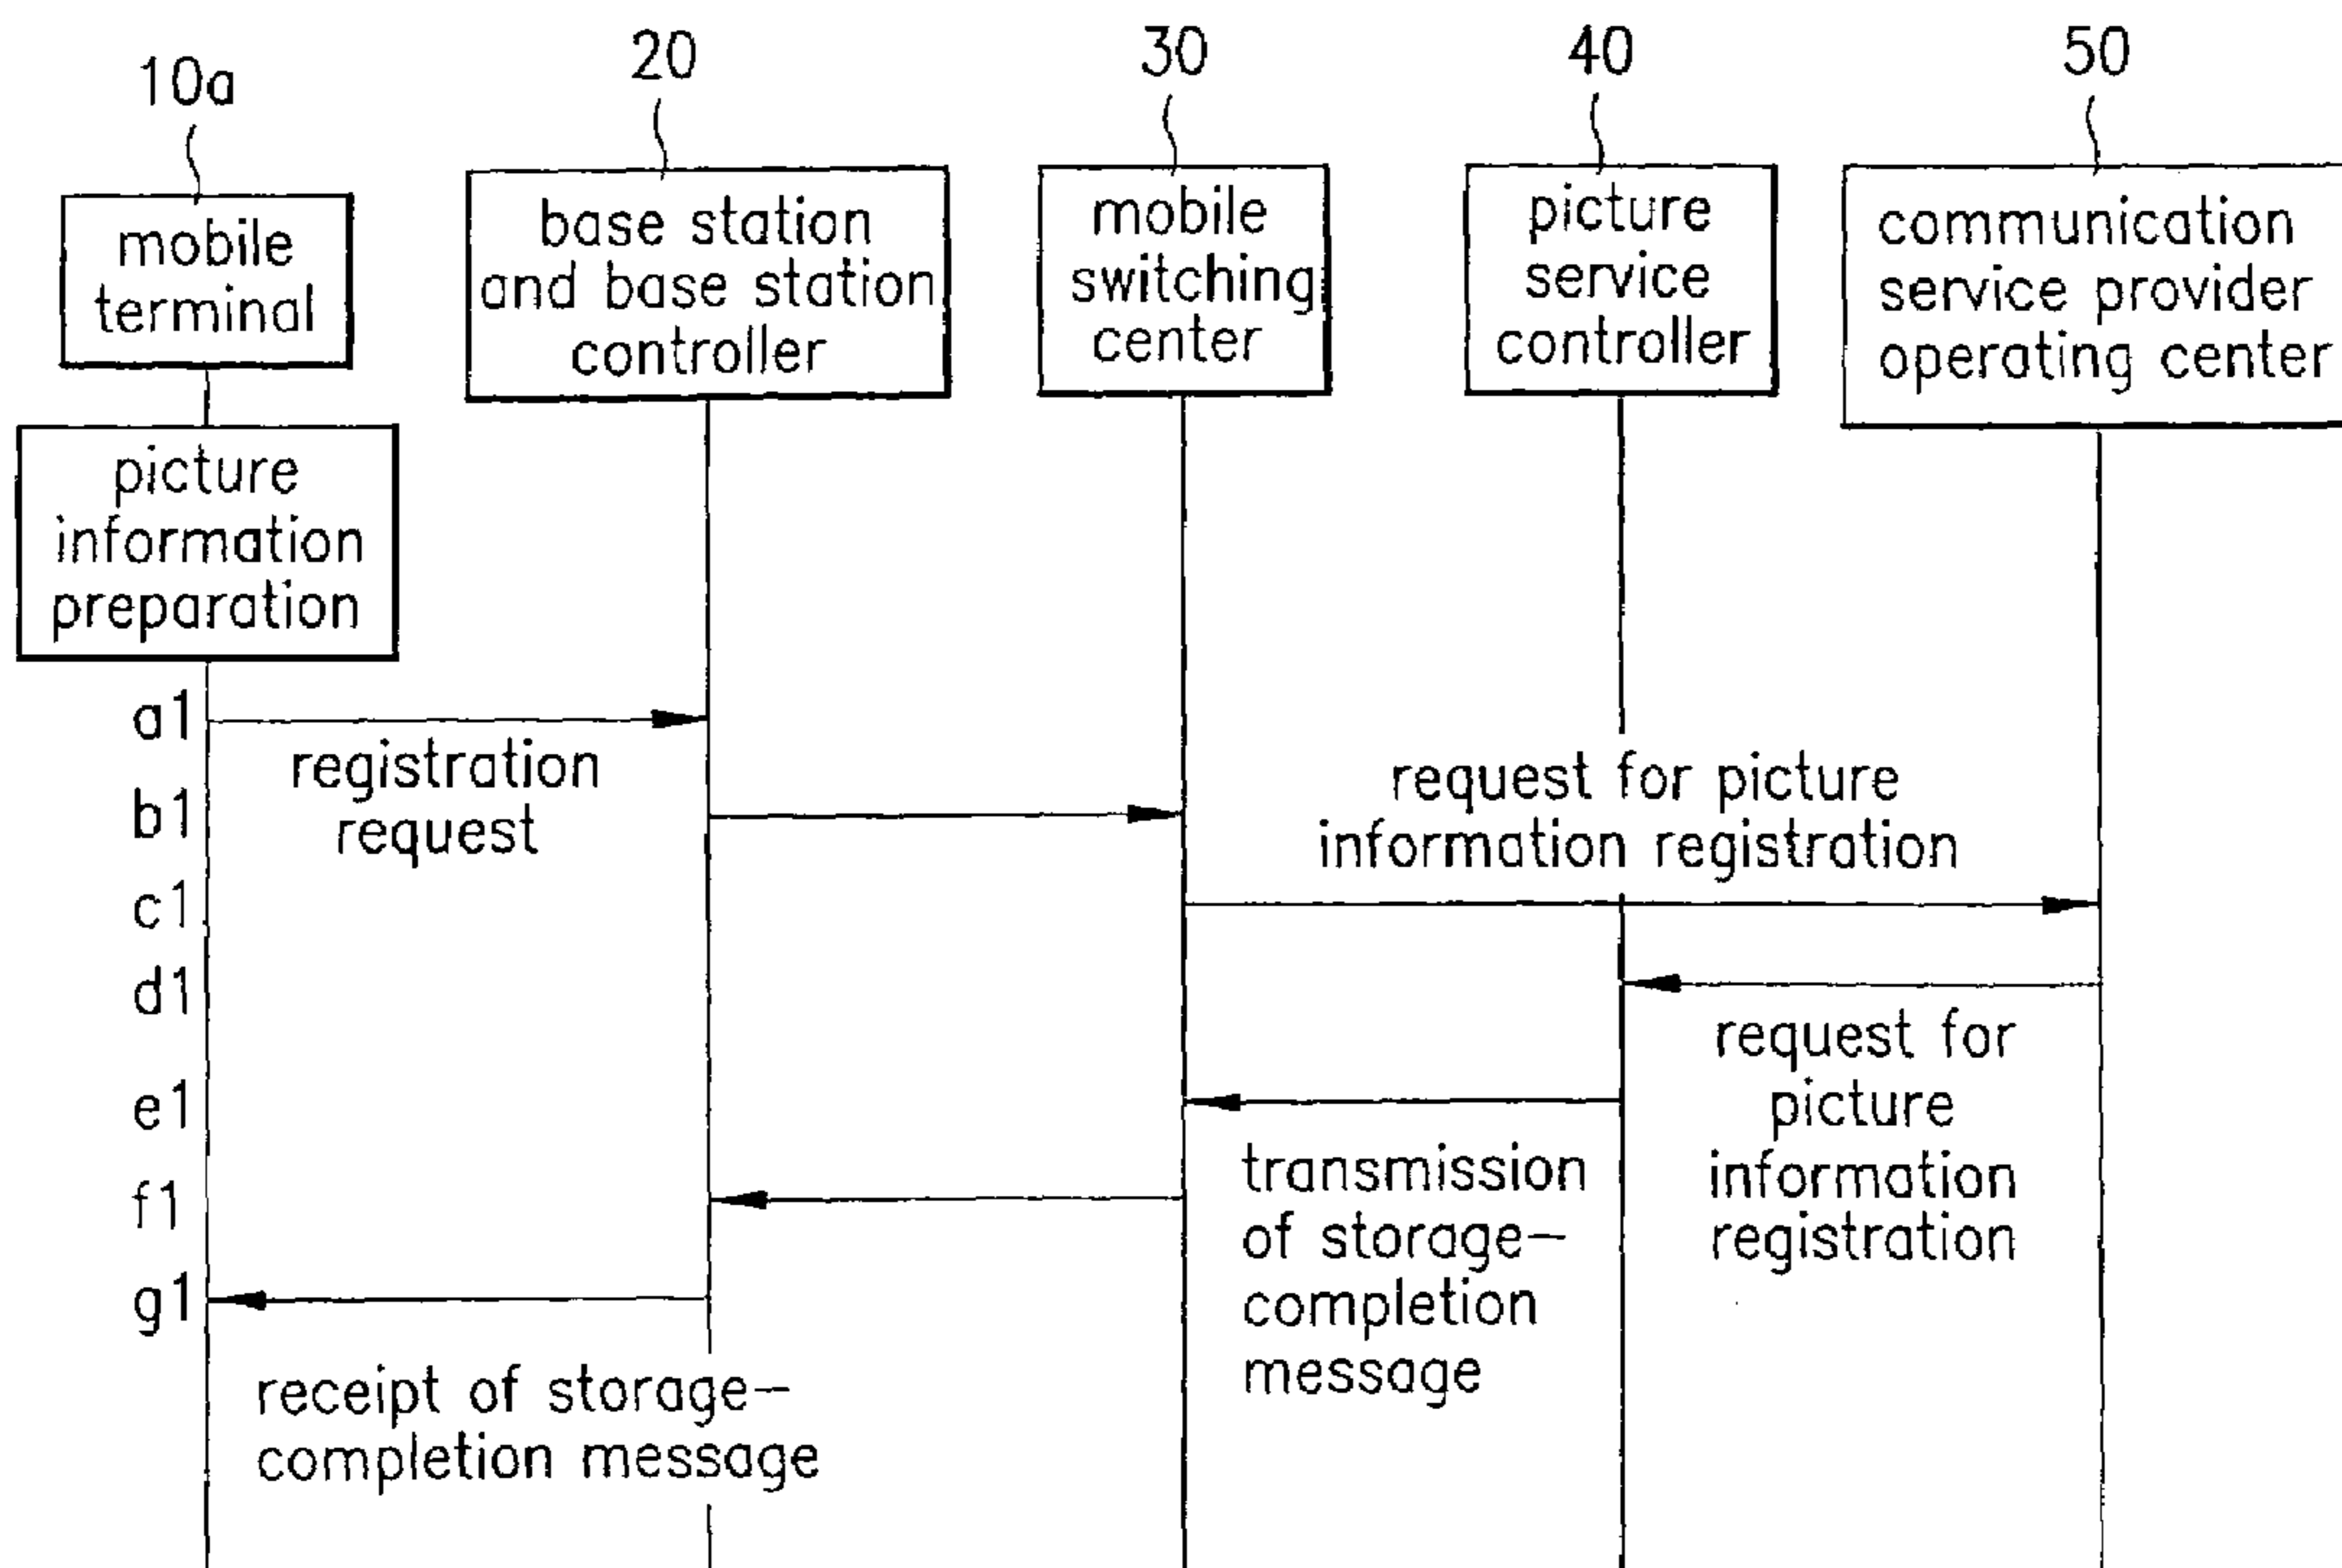 10a
20
30
40
50
mobile
terminal
base station
and base station
controller
mobile
switching
center
picture
service
controller
communication
service provider
operating center
picture
information
preparation
a1
registration
request
b1
request for picture
information registration
c1
d1
request for
picture
information
registration
e1
transmission
of storage-
completion
message
f1
g1
receipt of storage-
completion message